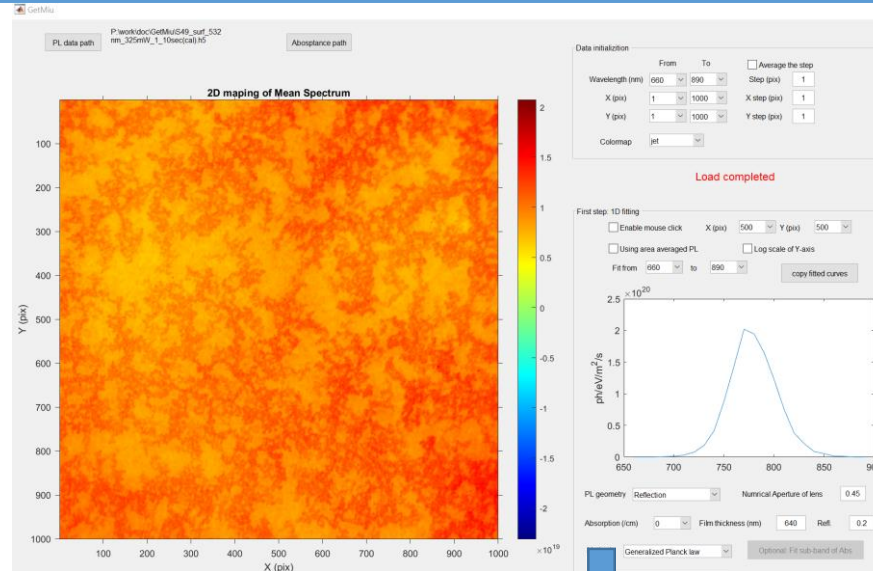 GetMiu
PL data path
P:\work\doc\GetMiu\S49_surf_532
nm_325mW_1_10sec(cal).h5
Abosptance path
2D maping of Mean Spectrum
100
200
300
400
500
600
700
800
900
1000
Y (pix)
100 200 300 400 500 600 700 800 900 1000
X (pix)
2
1.5
1
0.5
0
-0.5
-1
-1.5
-2
×10^19
Data initializtion
From To
Average the step
Wavelength (nm) 660 890 Step (pix) 1
X (pix) 1 1000 X step (pix) 1
Y (pix) 1 1000 Y step (pix) 1
Colormap jet
Load completed
First step: 1D fitting
Enable mouse click X (pix) 500 Y (pix) 500
Using area averaged PL Log scale of Y-axis
Fit from 660 to 890
copy fitted curves
×10^20
2.5
2
1.5
1
0.5
0
ph/eV/m²/s
650 700 750 800 850 900
PL geometry Reflection Numrical Aperture of lens 0.45
Absorption (/cm) 0 Film thickness (nm) 640 Refl. 0.2
Generalized Planck law Optional: Fit sub-band of Abs